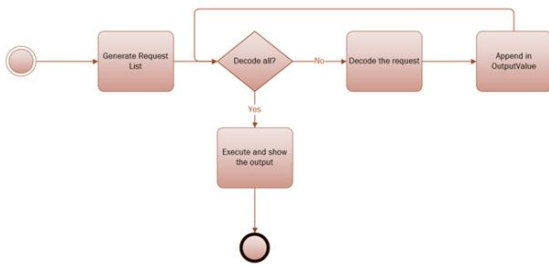 Generate Request
List
Decode all?
No
Decode the request
Append in
OutputValue
Yes
Execute and show
the output